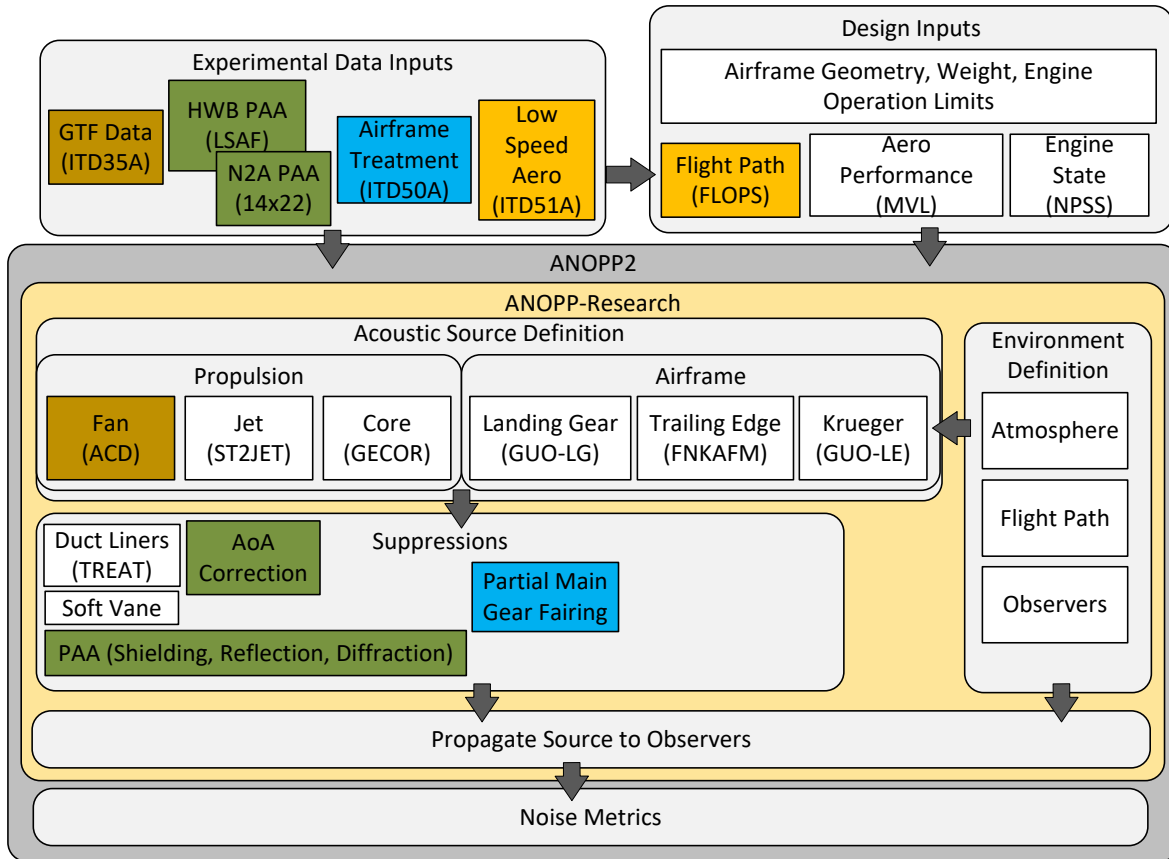 Experimental Data Inputs
GTF Data
(ITD35A)
HWB PAA
(LSAF)
N2A PAA
(14x22)
Airframe
Treatment
(ITD50A)
Low
Speed
Aero
(ITD51A)
Design Inputs
Airframe Geometry, Weight, Engine
Operation Limits
Flight Path
(FLOPS)
Aero
Performance
(MVL)
Engine
State
(NPSS)
ANOPP2
ANOPP-Research
Acoustic Source Definition
Propulsion
Fan
(ACD)
Jet
(ST2JET)
Core
(GECOR)
Airframe
Landing Gear
(GUO-LG)
Trailing Edge
(FNKAFM)
Krueger
(GUO-LE)
Environment
Definition
Atmosphere
Flight Path
Observers
Suppressions
Duct Liners
(TREAT)
AoA
Correction
Soft Vane
Partial Main
Gear Fairing
PAA (Shielding, Reflection, Diffraction)
Propagate Source to Observers
Noise Metrics